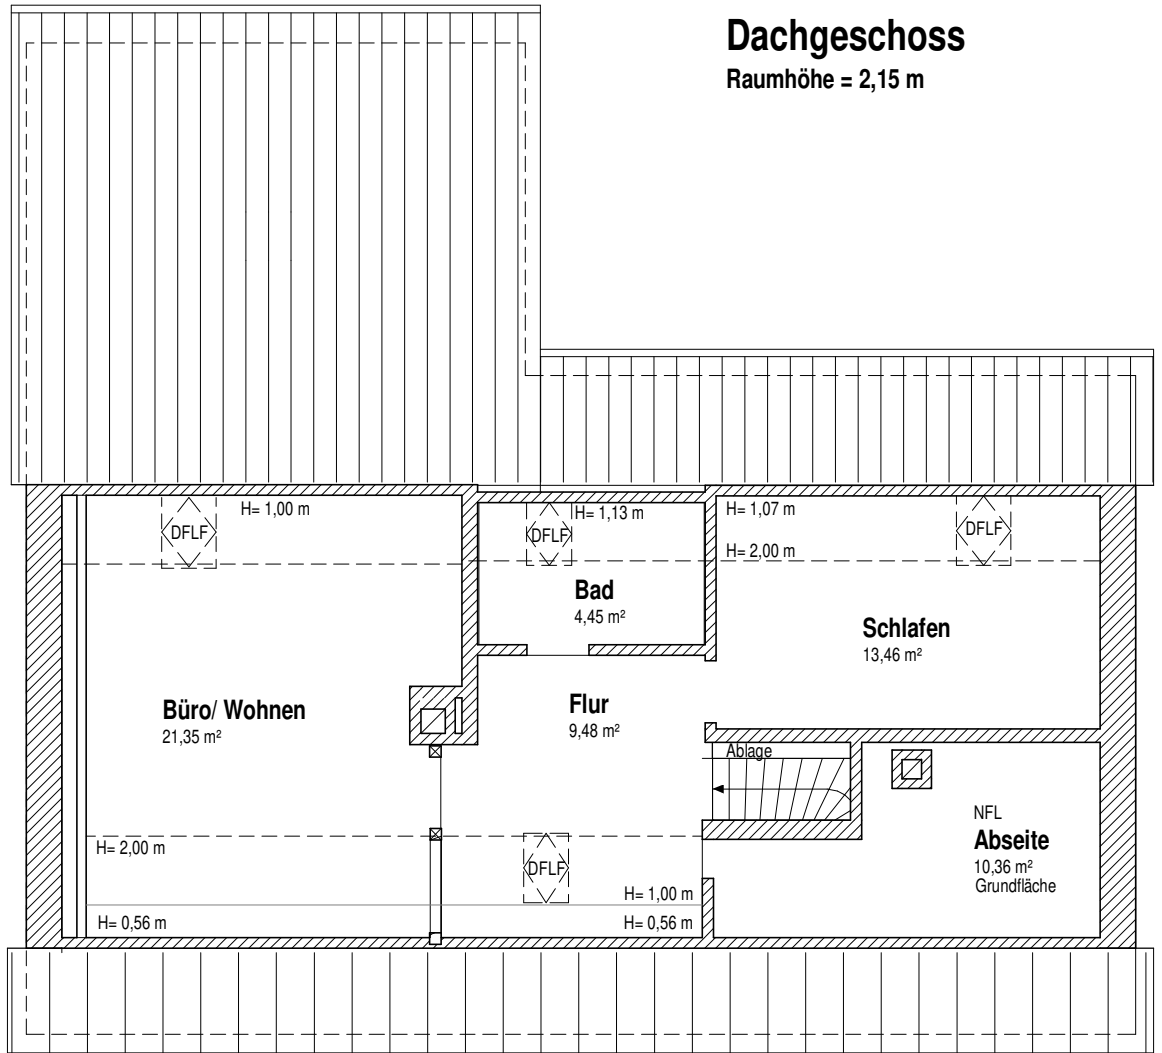 Dachgeschoss
Raumhöhe = 2,15 m
H= 1,00 m
H= 1,13 m
H= 1,07 m
DFLF
DFLF
DFLF
H= 2,00 m
Bad
4,45 m²
Schlafen
13,46 m²
Büro/ Wohnen
21,35 m²
Flur
9,48 m²
Ablage
NFL
Abseite
10,36 m²
Grundfläche
H= 2,00 m
DFLF
H= 1,00 m
H= 0,56 m
H= 0,56 m